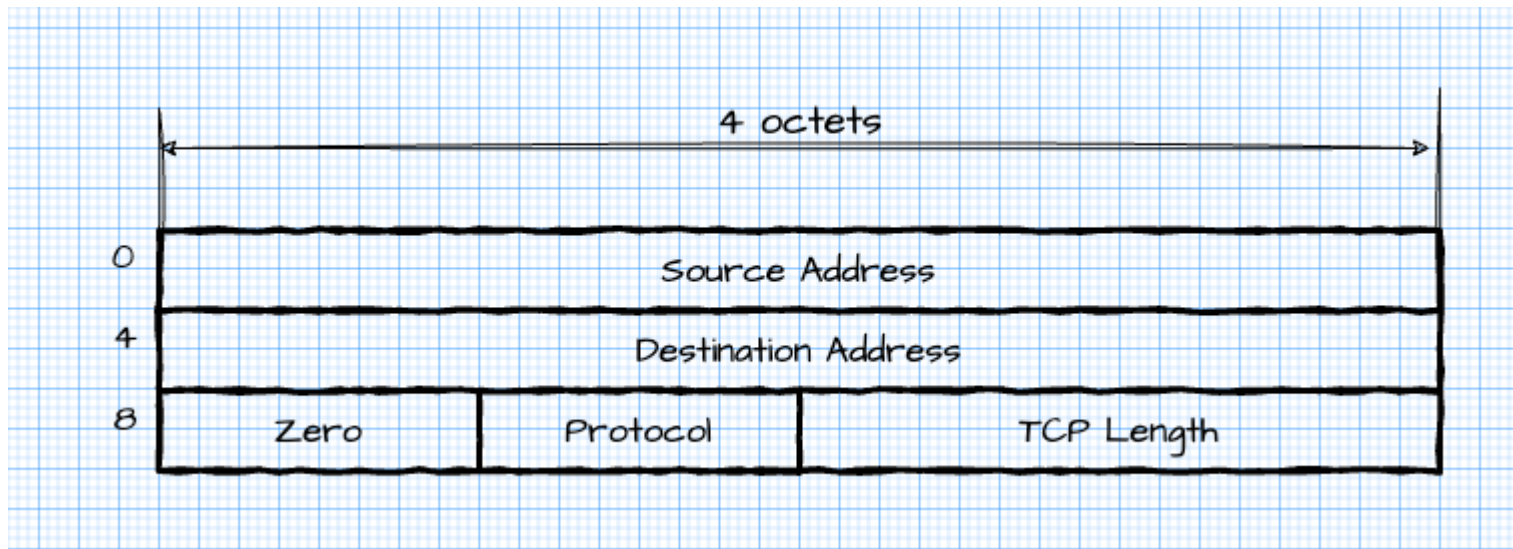 4 octets
0 Source Address
4 Destination Address
8 Zero Protocol TCP Length